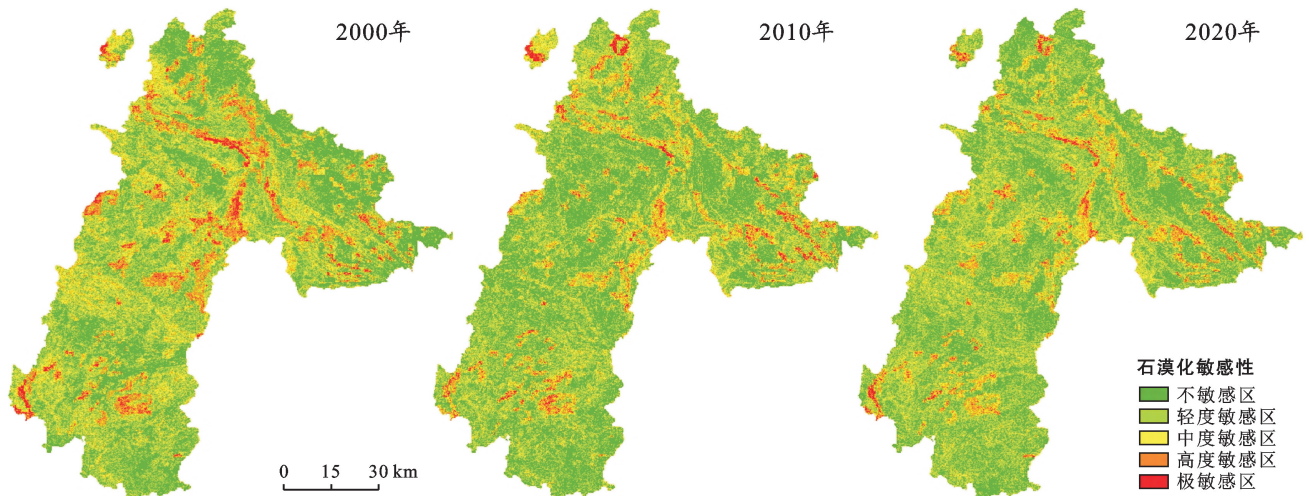 2000年
2010年
2020年
石漠化敏感性
不敏感区
轻度敏感区
中度敏感区
高度敏感区
极敏感区
0 15 30 km